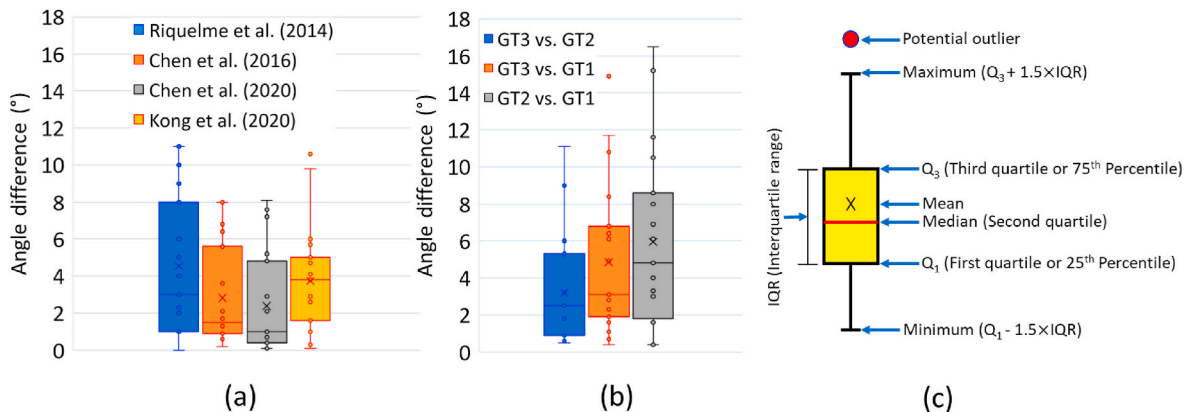 18
16
14
12
10
8
6
4
2
0
Angle difference (°)
Riquelme et al. (2014)
Chen et al. (2016)
Chen et al. (2020)
Kong et al. (2020)
(a)
18
16
14
12
10
8
6
4
2
0
Angle difference (°)
GT3 vs. GT2
GT3 vs. GT1
GT2 vs. GT1
(b)
Potential outlier
Maximum (Q3 + 1.5×IQR)
Q3 (Third quartile or 75th Percentile)
Mean
Median (Second quartile)
Q1 (First quartile or 25th Percentile)
Minimum (Q1 - 1.5×IQR)
IQR (Interquartile range)
(c)